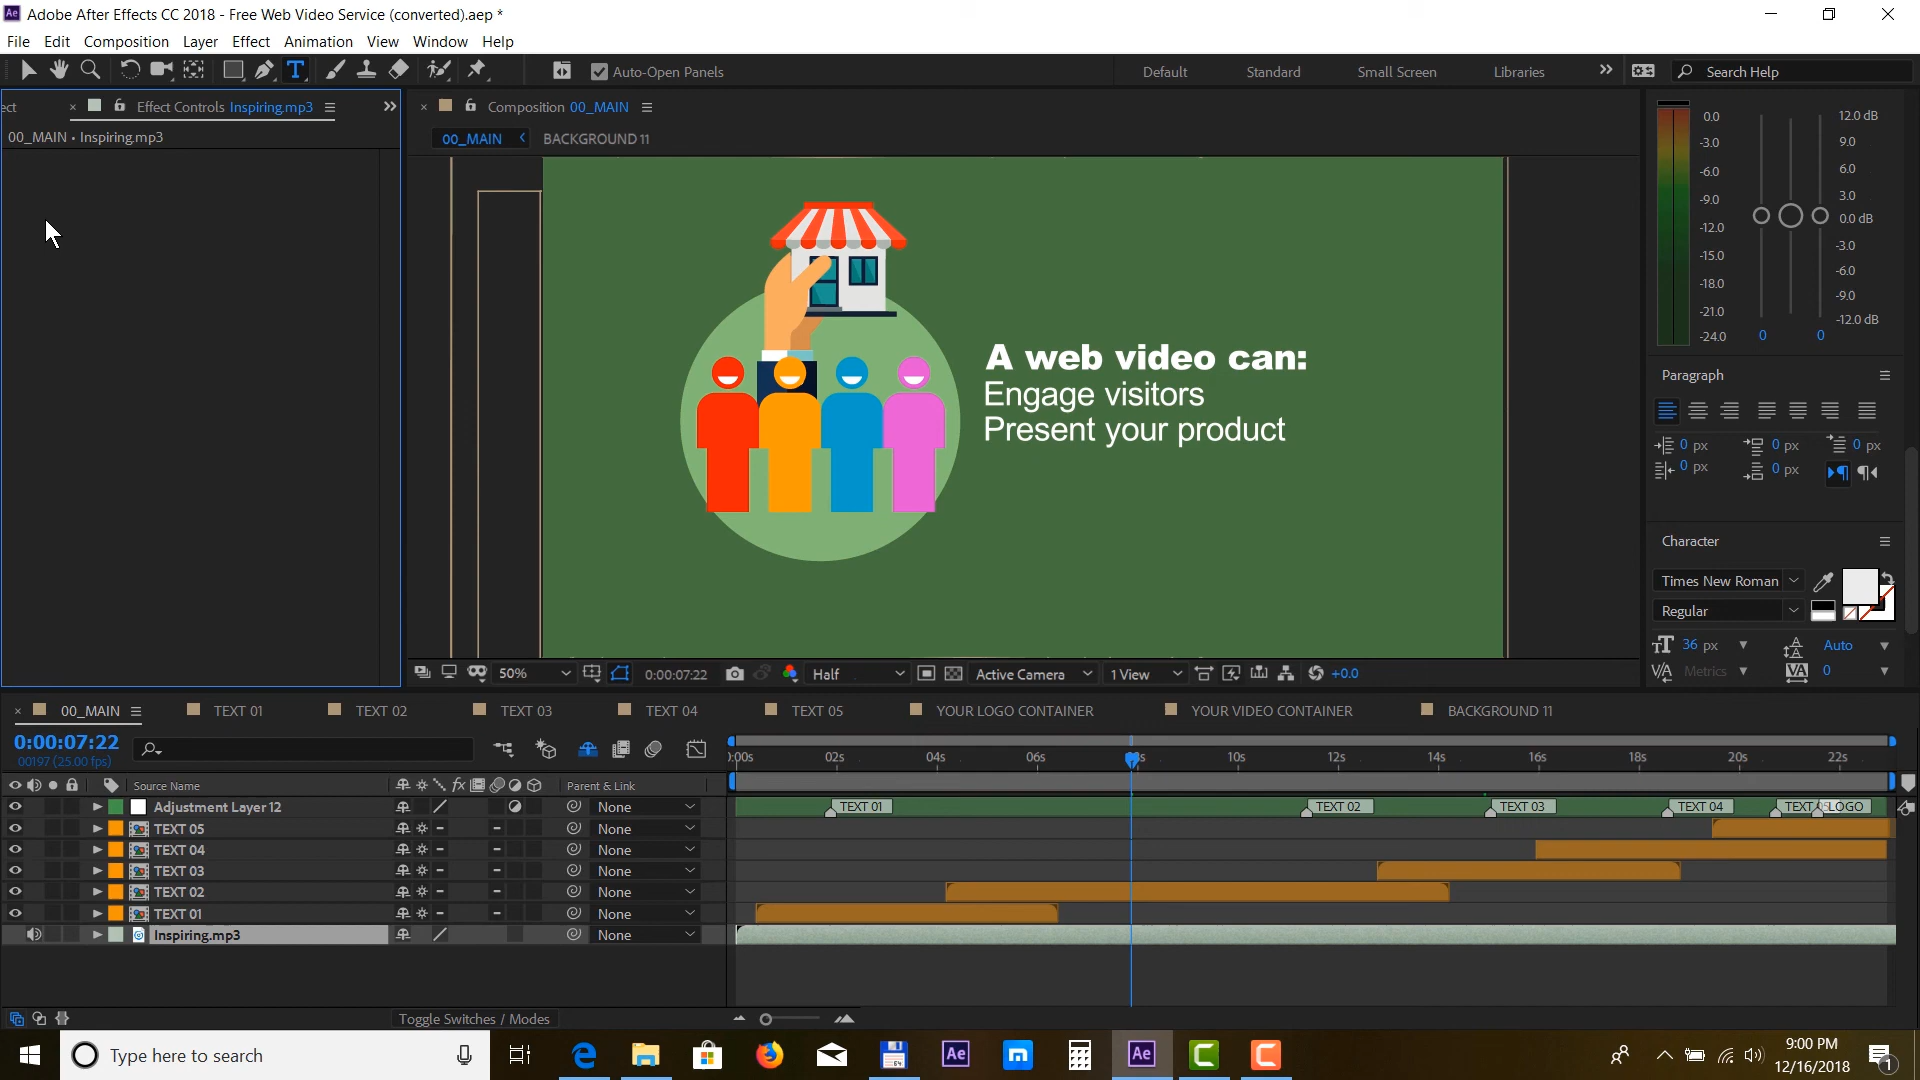 Adobe After Effects CC 2018 - Free Web Video Service (converted).aep *
File Edit Composition Layer Effect Animation View Window Help
Auto-Open Panels
Default Standard Small Screen Libraries
Search Help
ect Effect Controls Inspiring.mp3
00_MAIN • Inspiring.mp3
Composition 00_MAIN
00_MAIN BACKGROUND 11
A web video can:
Engage visitors
Present your product
50% 0:00:07:22 Half Active Camera 1 View +0.0
0.0
-3.0
-6.0
-9.0
-12.0
-15.0
-18.0
-21.0
-24.0
12.0 dB
9.0
6.0
3.0
0.0 dB
-3.0
-6.0
-9.0
-12.0 dB
0 0
Paragraph
0 px 0 px 0 px
0 px 0 px
Character
Times New Roman
Regular
36 px Auto
Metrics 0
00_MAIN TEXT 01 TEXT 02 TEXT 03 TEXT 04 TEXT 05 YOUR LOGO CONTAINER YOUR VIDEO CONTAINER BACKGROUND 11
0:00:07:22
00197 (25.00 fps)
Source Name Parent & Link
:00s 02s 04s 06s 10s 12s 14s 16s 18s 20s 22s
Adjustment Layer 12 None
TEXT 01 TEXT 02 TEXT 03 TEXT 04 TEXT LOGO
TEXT 05 None
TEXT 04 None
TEXT 03 None
TEXT 02 None
TEXT 01 None
Inspiring.mp3 None
Toggle Switches / Modes
Type here to search
Ae Ae
9:00 PM
12/16/2018
1